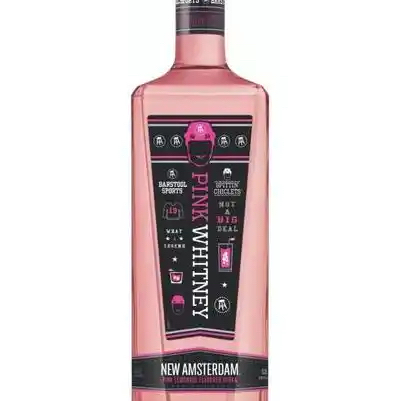 BARSTOOL
SPORTS
SPITTIN'
CHICLETS
19
NOT
A
BIG
DEAL
WHAT
A
LEGEND
PINK WHITNEY
NEW AMSTERDAM
PINK LEMONADE FLAVORED VODKA